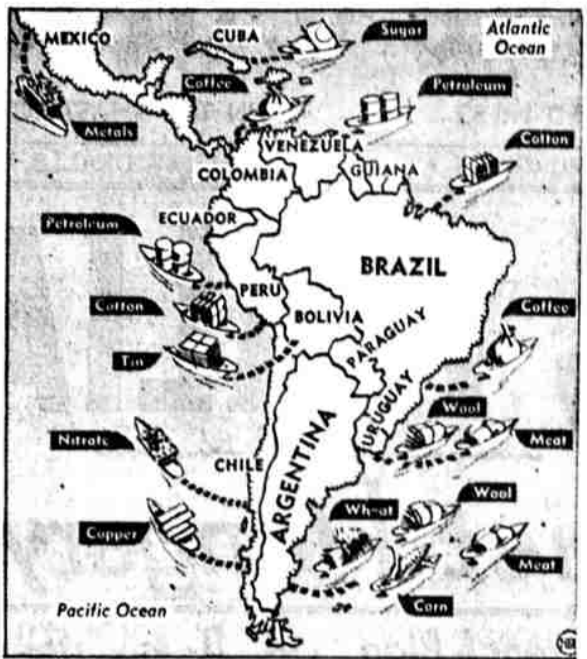 MEXICO
CUBA
Sugar
Atlantic
Ocean
Coffee
Petroleum
Metals
VENEZUELA
Cotton
COLOMBIA
GUIANA
ECUADOR
Petroleum
BRAZIL
PERU
Cotton
BOLIVIA
Coffee
Tin
PARAGUAY
Wool
URUGUAY
Nitrate
Meat
CHILE
ARGENTINA
Wool
Wheat
Copper
Meat
Corn
Pacific Ocean